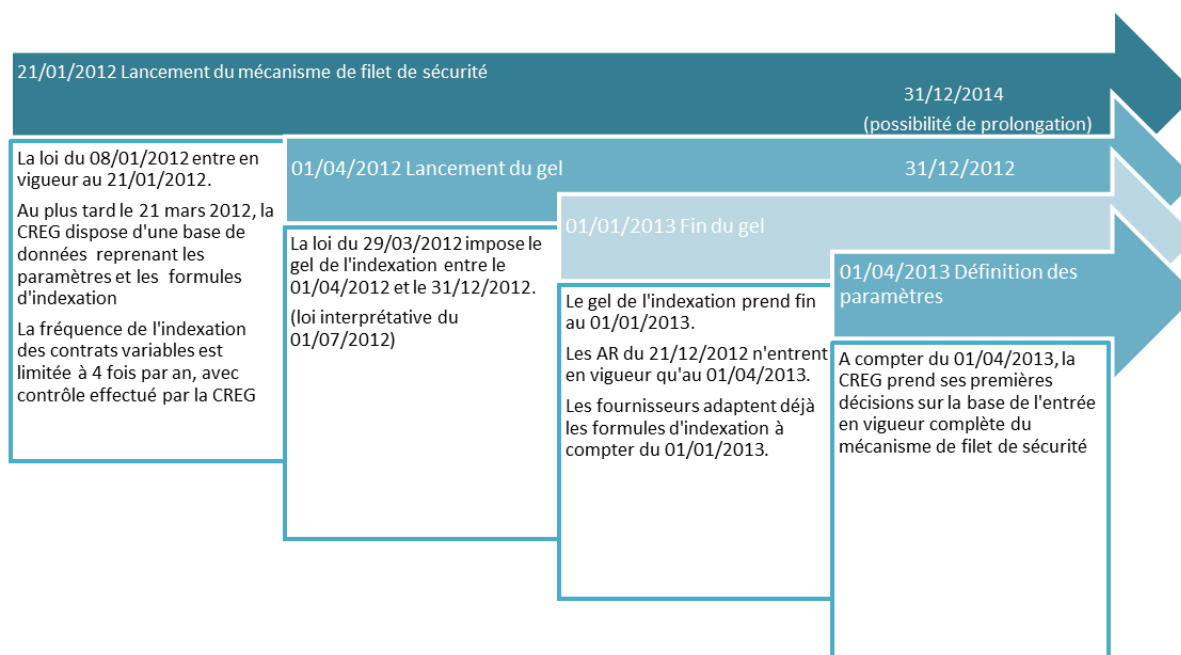 21/01/2012 Lancement du mécanisme de filet de sécurité
31/12/2014
(possibilité de prolongation)
La loi du 08/01/2012 entre en
vigueur au 21/01/2012.
Au plus tard le 21 mars 2012, la
CREG dispose d'une base de
données reprenant les
paramètres et les formules
d'indexation
La fréquence de l'indexation
des contrats variables est
limitée à 4 fois par an, avec
contrôle effectué par la CREG
01/04/2012 Lancement du gel
31/12/2012
La loi du 29/03/2012 impose le
gel de l'indexation entre le
01/04/2012 et le 31/12/2012.
(loi interprétative du
01/07/2012)
01/01/2013 Fin du gel
Le gel de l'indexation prend fin
au 01/01/2013.
Les AR du 21/12/2012 n'entrent
en vigueur qu'au 01/04/2013.
Les fournisseurs adaptent déjà
les formules d'indexation à
compter du 01/01/2013.
01/04/2013 Définition des
paramètres
A compter du 01/04/2013, la
CREG prend ses premières
décisions sur la base de l'entrée
en vigueur complète du
mécanisme de filet de sécurité